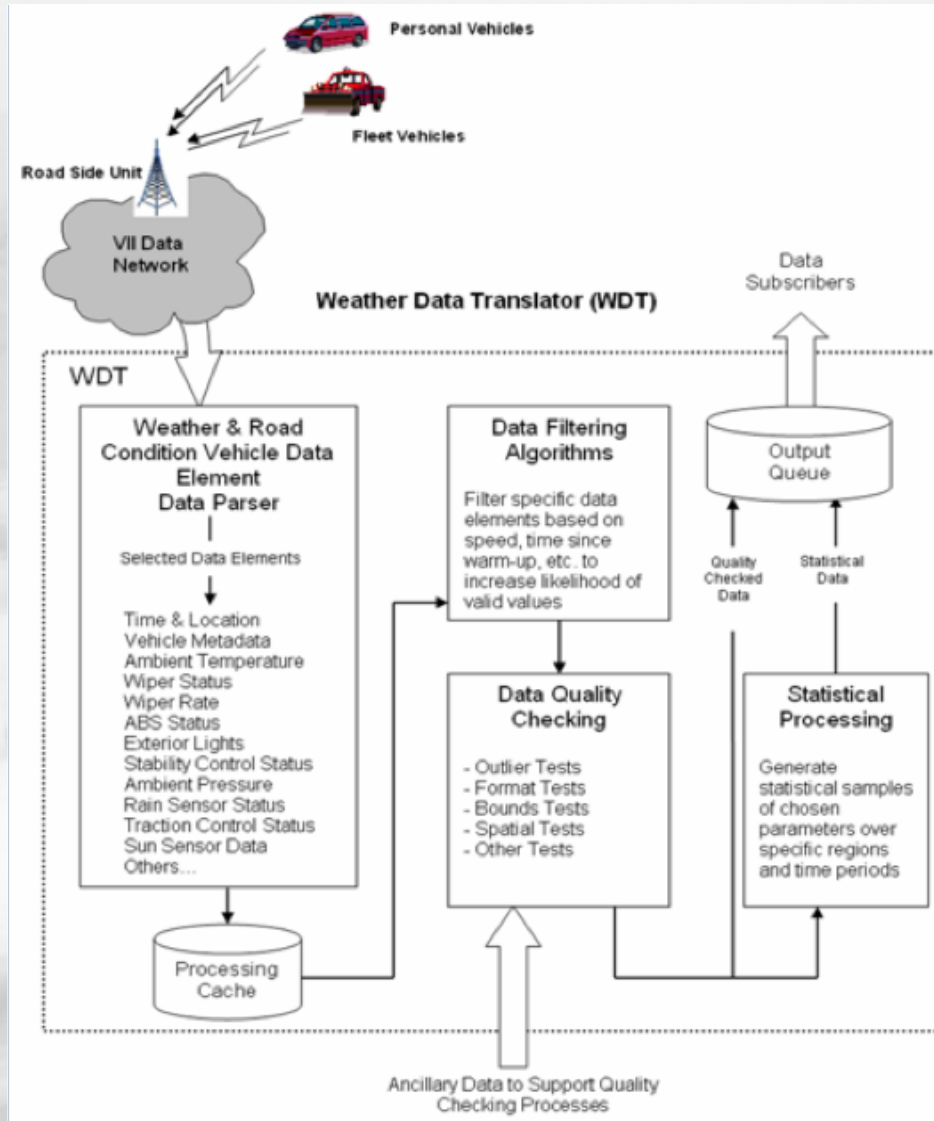 Personal Vehicles
Fleet Vehicles
Road Side Unit
VII Data
Network
Data
Subscribers
Weather Data Translator (WDT)
WDT
Weather & Road
Condition Vehicle Data
Element
Data Parser
Selected Data Elements
Time & Location
Vehicle Metadata
Ambient Temperature
Wiper Status
Wiper Rate
ABS Status
Exterior Lights
Stability Control Status
Ambient Pressure
Rain Sensor Status
Traction Control Status
Sun Sensor Data
Others...
Processing
Cache
Data Filtering
Algorithms
Filter specific data
elements based on
speed, time since
warm-up, etc. to
increase likelihood of
valid values
Data Quality
Checking
- Outlier Tests
- Format Tests
- Bounds Tests
- Spatial Tests
- Other Tests
Output
Queue
Quality
Checked
Data
Statistical
Data
Statistical
Processing
Generate
statistical samples
of chosen
parameters over
specific regions
and time periods
Ancillary Data to Support Quality
Checking Processes